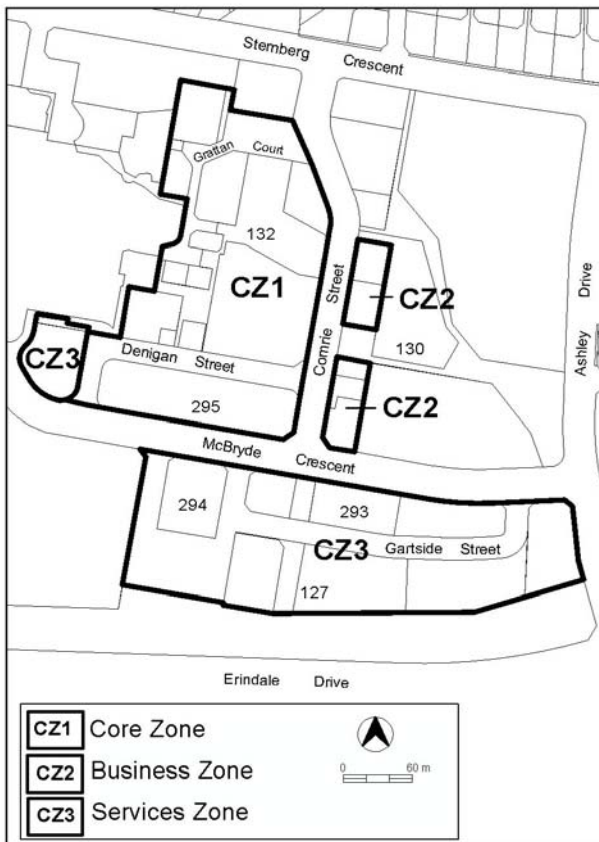 Sternberg Crescent
Grattan Court
132
CZ1
Comrie Street
CZ2
130
Ashley Drive
CZ3
Denigan Street
CZ2
295
McBryde Crescent
294
293
CZ3
Gartside Street
127
Erindale Drive
CZ1 Core Zone
CZ2 Business Zone
CZ3 Services Zone
0 60 m